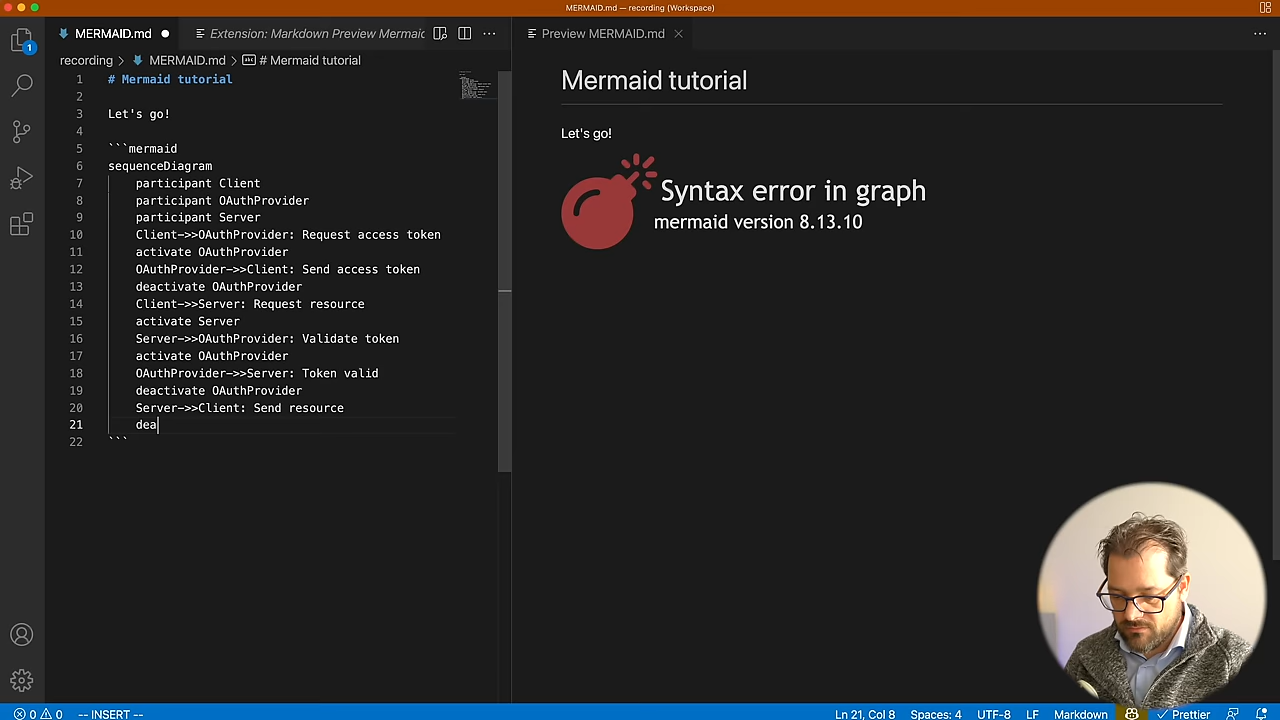 MERMAID.md — recording (Workspace)
MERMAID.md
Extension: Markdown Preview Mermaid
Preview MERMAID.md
1
recording > MERMAID.md > # Mermaid tutorial
1 # Mermaid tutorial
2
3 Let's go!
4
5 ```mermaid
6 sequenceDiagram
7 participant Client
8 participant OAuthProvider
9 participant Server
10 Client->>OAuthProvider: Request access token
11 activate OAuthProvider
12 OAuthProvider->>Client: Send access token
13 deactivate OAuthProvider
14 Client->>Server: Request resource
15 activate Server
16 Server->>OAuthProvider: Validate token
17 activate OAuthProvider
18 OAuthProvider->>Server: Token valid
19 deactivate OAuthProvider
20 Server->>Client: Send resource
21 dea
22 ```
Mermaid tutorial
Let's go!
Syntax error in graph
mermaid version 8.13.10
0 0 -- INSERT --
Ln 21, Col 8 Spaces: 4 UTF-8 LF Markdown Prettier